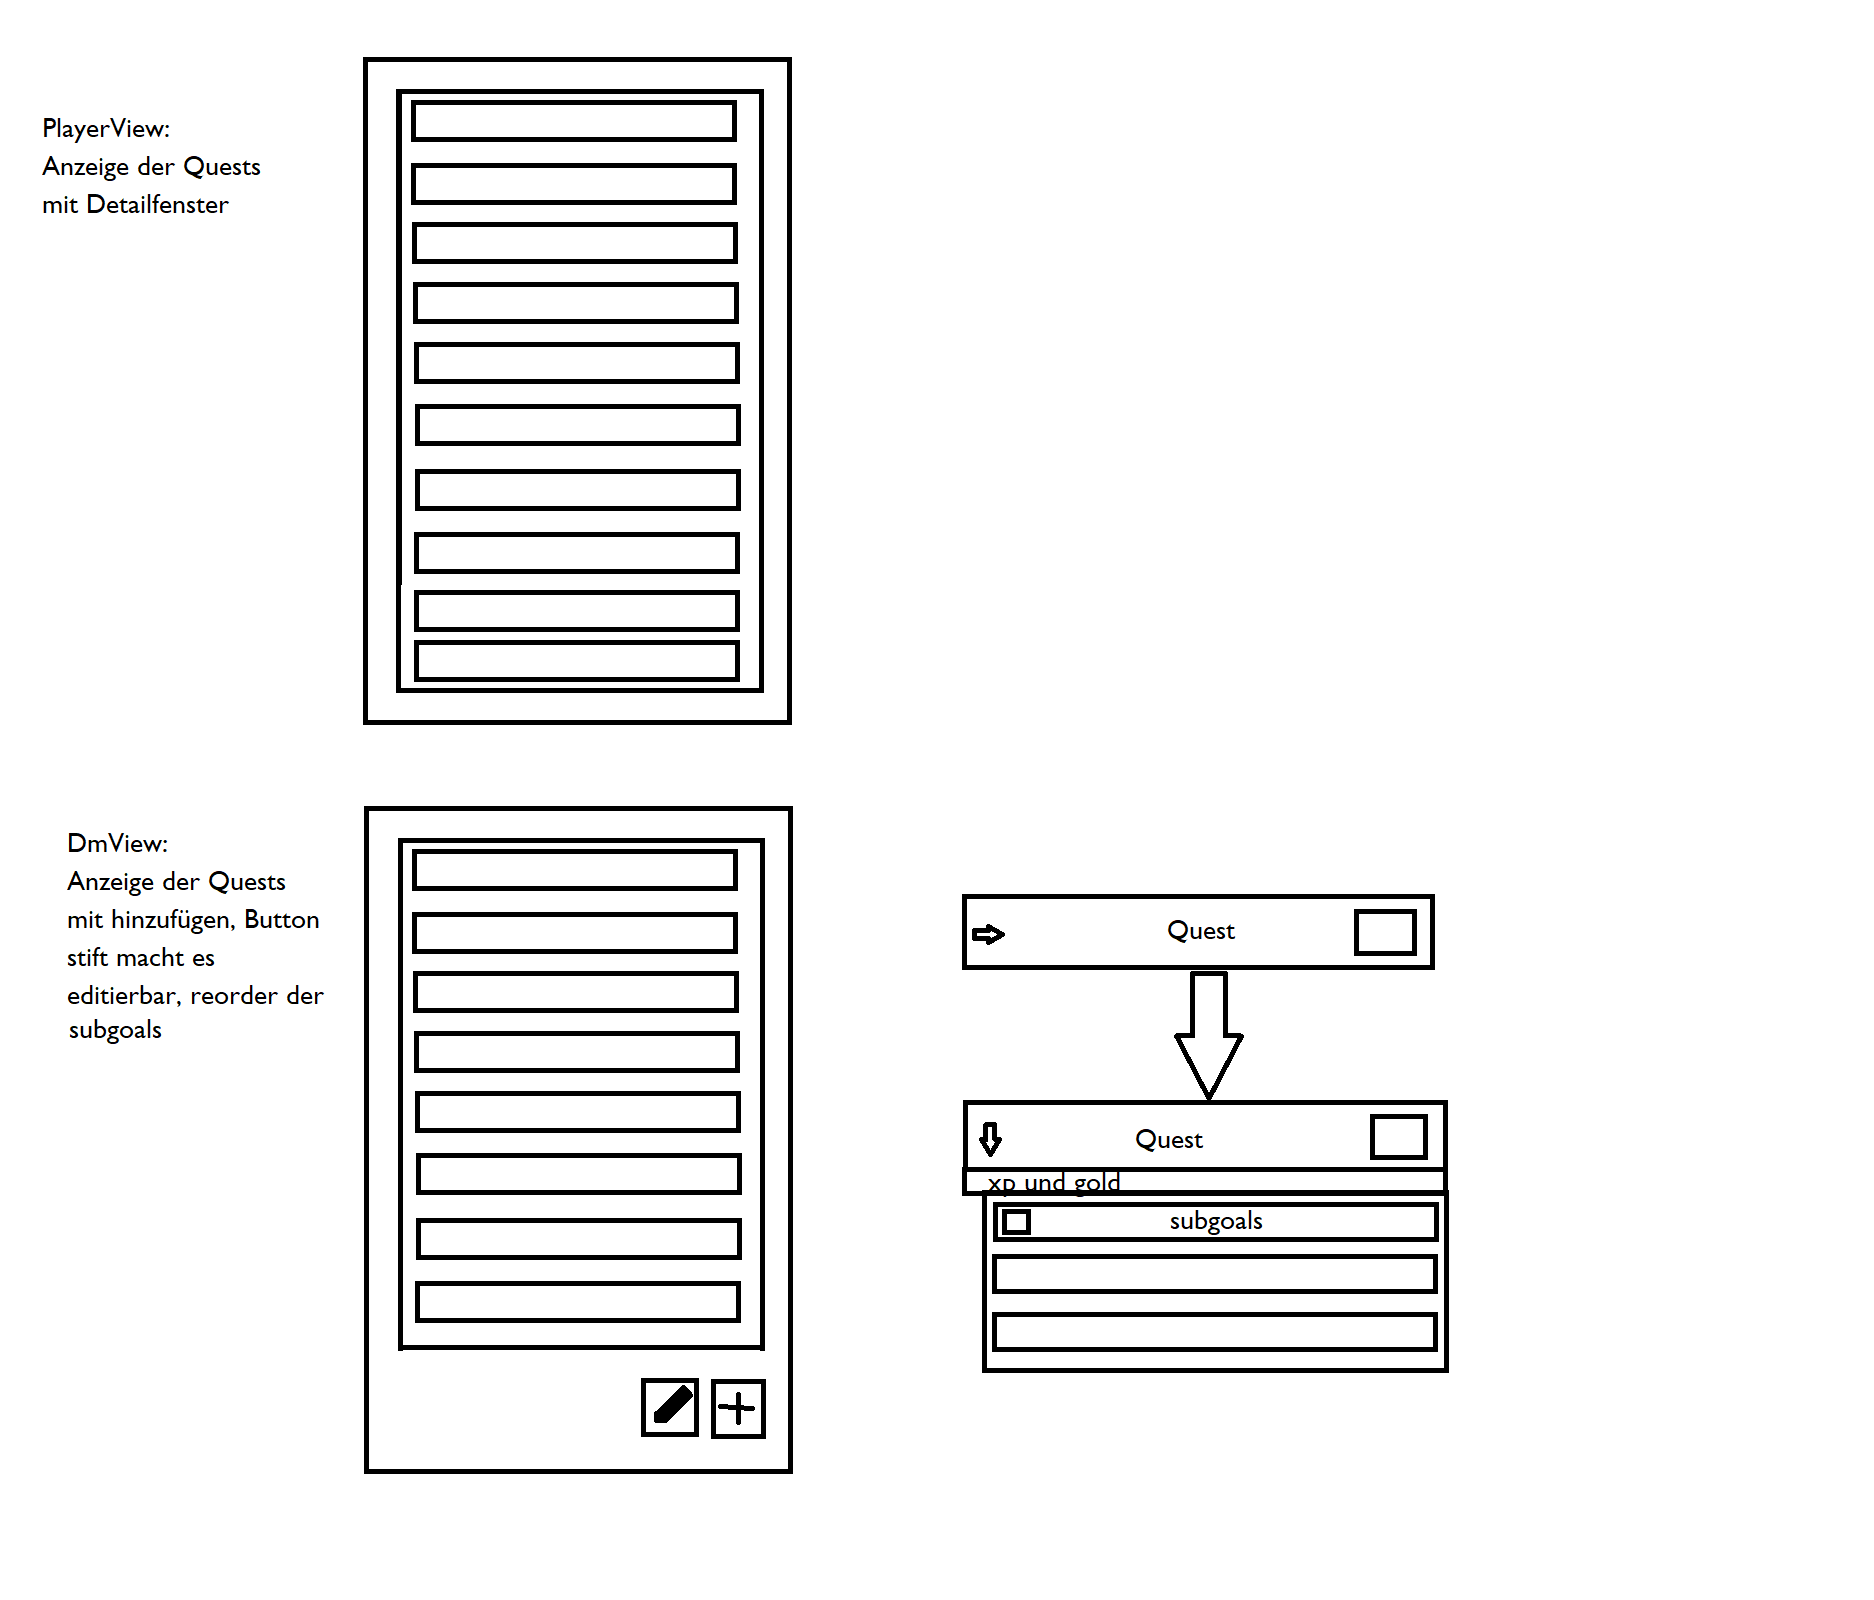 PlayerView:
Anzeige der Quests
mit Detailfenster
DmView:
Anzeige der Quests
mit hinzufügen, Button
stift macht es
editierbar, reorder der
subgoals
Quest
Quest
xp und gold
subgoals